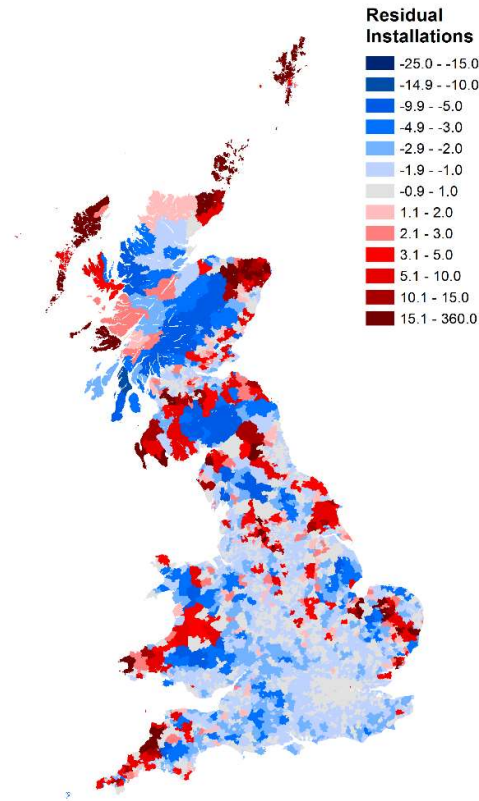 Residual
Installations
-25.0 - -15.0
-14.9 - -10.0
-9.9 - -5.0
-4.9 - -3.0
-2.9 - -2.0
-1.9 - -1.0
-0.9 - 1.0
1.1 - 2.0
2.1 - 3.0
3.1 - 5.0
5.1 - 10.0
10.1 - 15.0
15.1 - 360.0